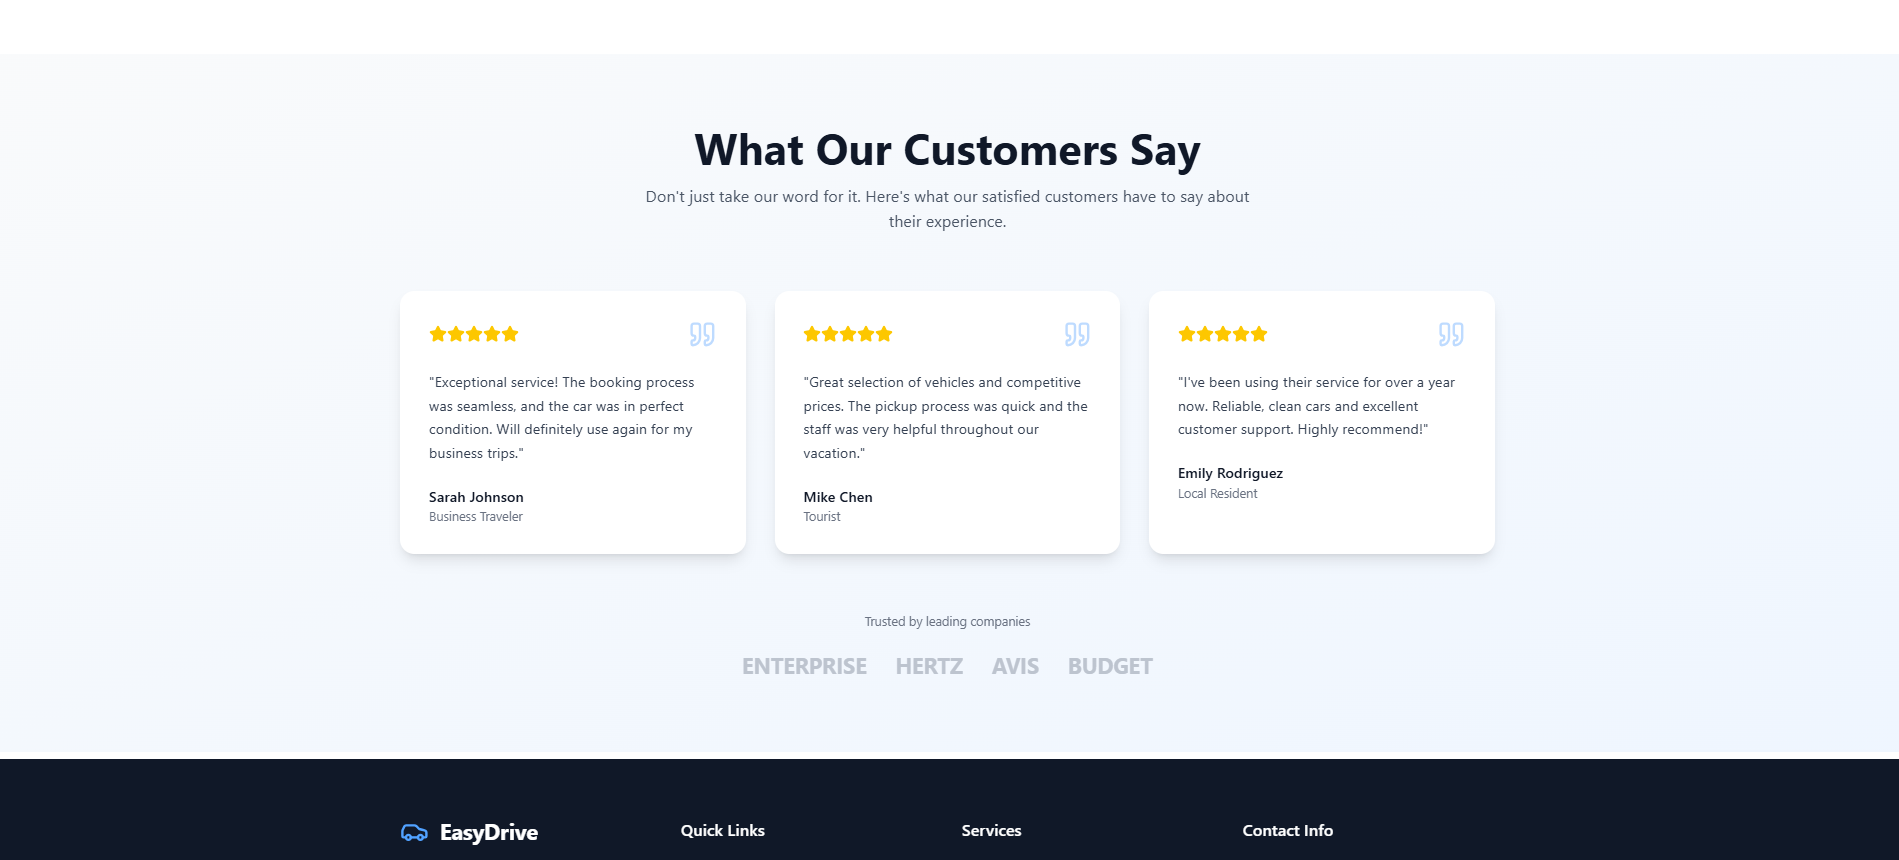 What Our Customers Say
Don't just take our word for it. Here's what our satisfied customers have to say about
their experience.
"Exceptional service! The booking process
was seamless, and the car was in perfect
condition. Will definitely use again for my
business trips."
Sarah Johnson
Business Traveler
"Great selection of vehicles and competitive
prices. The pickup process was quick and the
staff was very helpful throughout our
vacation."
Mike Chen
Tourist
"I've been using their service for over a year
now. Reliable, clean cars and excellent
customer support. Highly recommend!"
Emily Rodriguez
Local Resident
Trusted by leading companies
ENTERPRISE HERTZ AVIS BUDGET
EasyDrive
Quick Links
Services
Contact Info